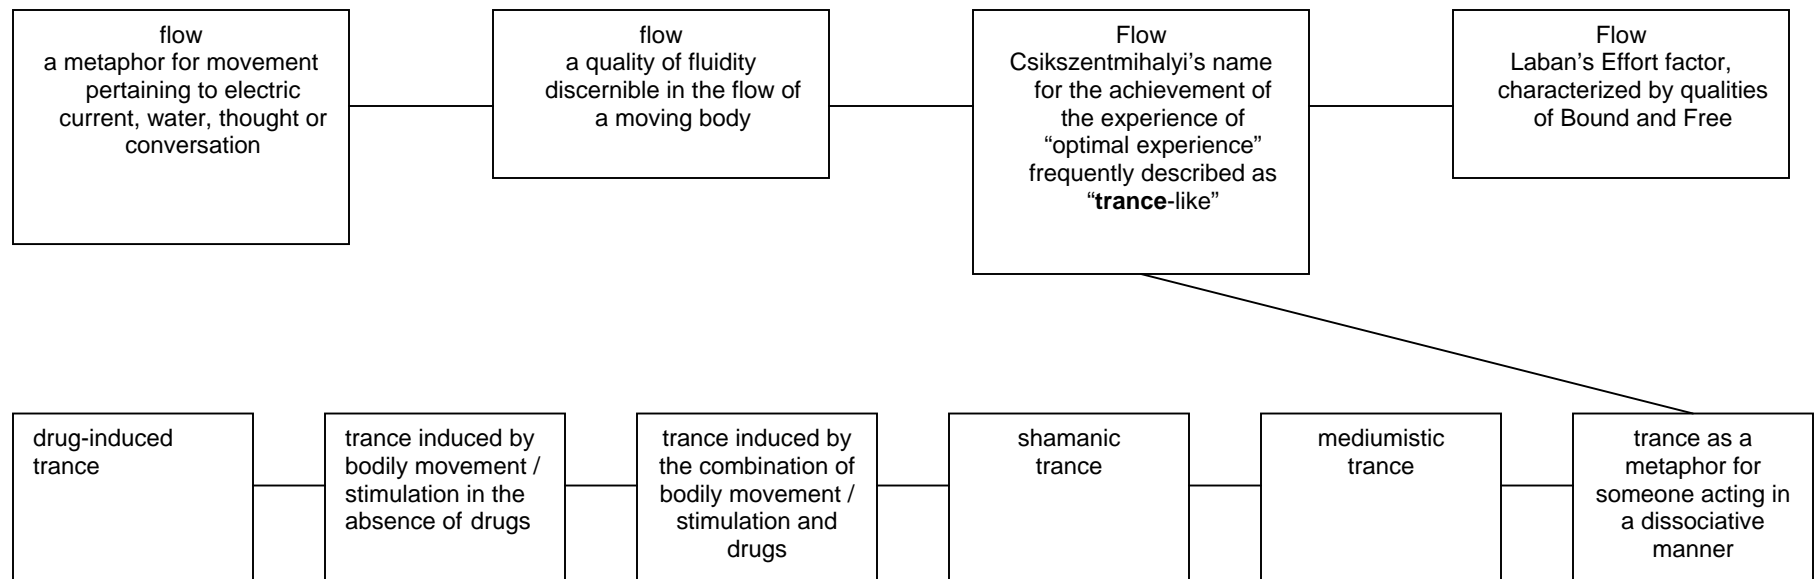 flow
a metaphor for movement
pertaining to electric
current, water, thought or
conversation
flow
a quality of fluidity
discernible in the flow of
a moving body
Flow
Csikszentmihalyi’s name
for the achievement of
the experience of
“optimal experience”
frequently described as
“trance-like”
Flow
Laban’s Effort factor,
characterized by qualities
of Bound and Free
drug-induced
trance
trance induced by
bodily movement /
stimulation in the
absence of drugs
trance induced by
the combination of
bodily movement /
stimulation and
drugs
shamanic
trance
mediumistic
trance
trance as a
metaphor for
someone acting in
a dissociative
manner